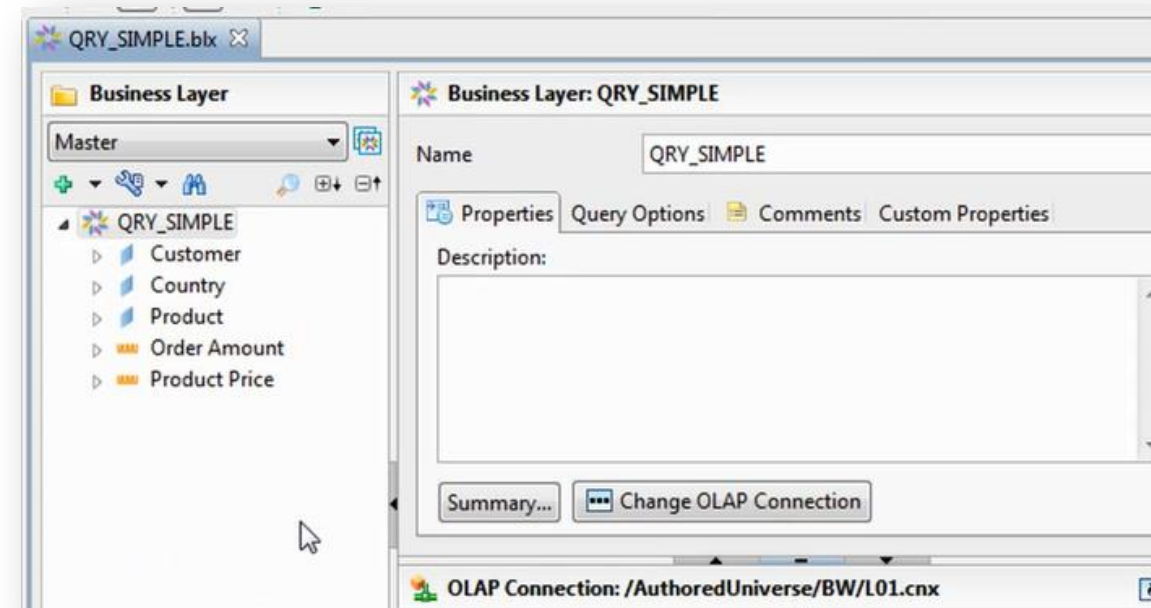 QRY_SIMPLE.blx
Business Layer
Master
QRY_SIMPLE
Customer
Country
Product
Order Amount
Product Price
Business Layer: QRY_SIMPLE
Name QRY_SIMPLE
Properties Query Options Comments Custom Properties
Description:
Summary... Change OLAP Connection
OLAP Connection: /AuthoredUniverse/BW/L01.cnx